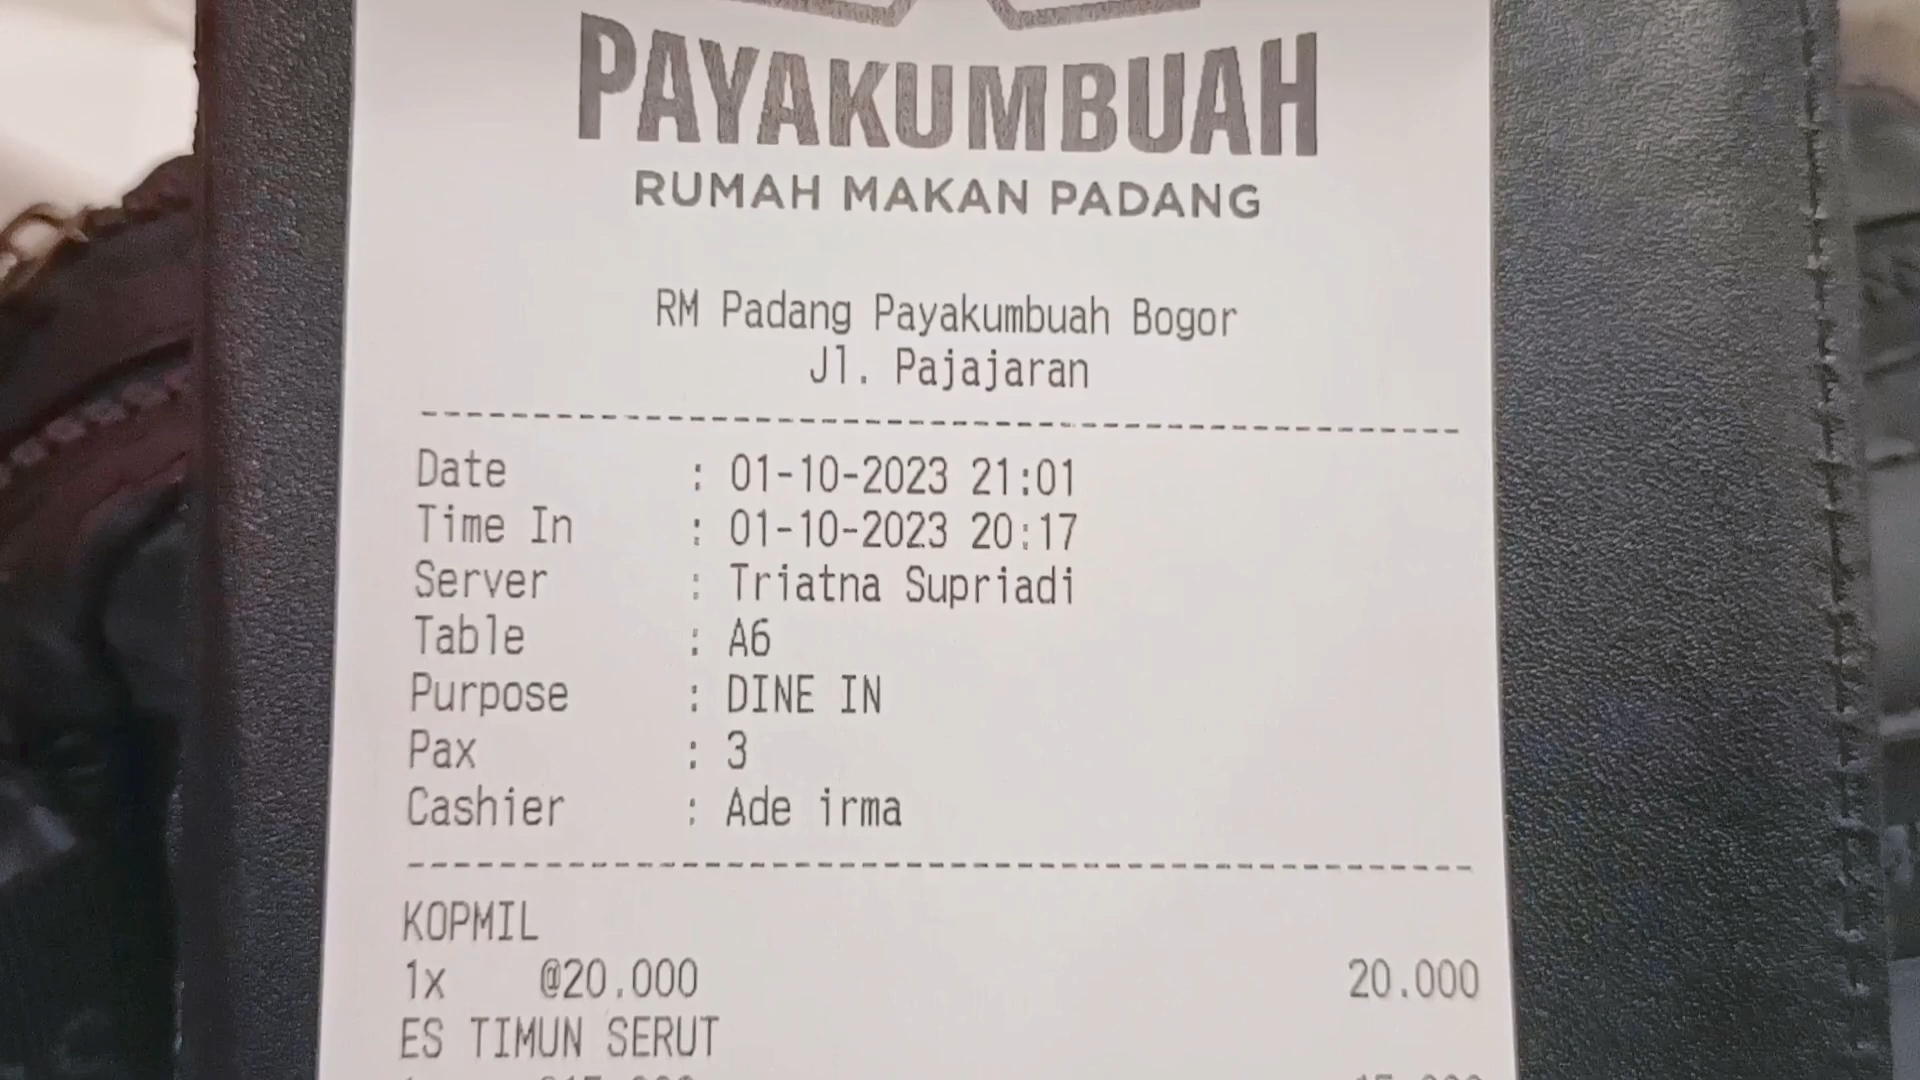 PAYAKUMBUAH
RUMAH MAKAN PADANG
RM Padang Payakumbuah Bogor
Jl. Pajajaran
Date : 01-10-2023 21:01
Time In : 01-10-2023 20:17
Server : Triatna Supriadi
Table : A6
Purpose : DINE IN
Pax : 3
Cashier : Ade irma
KOPMIL
1x @20.000 20.000
ES TIMUN SERUT